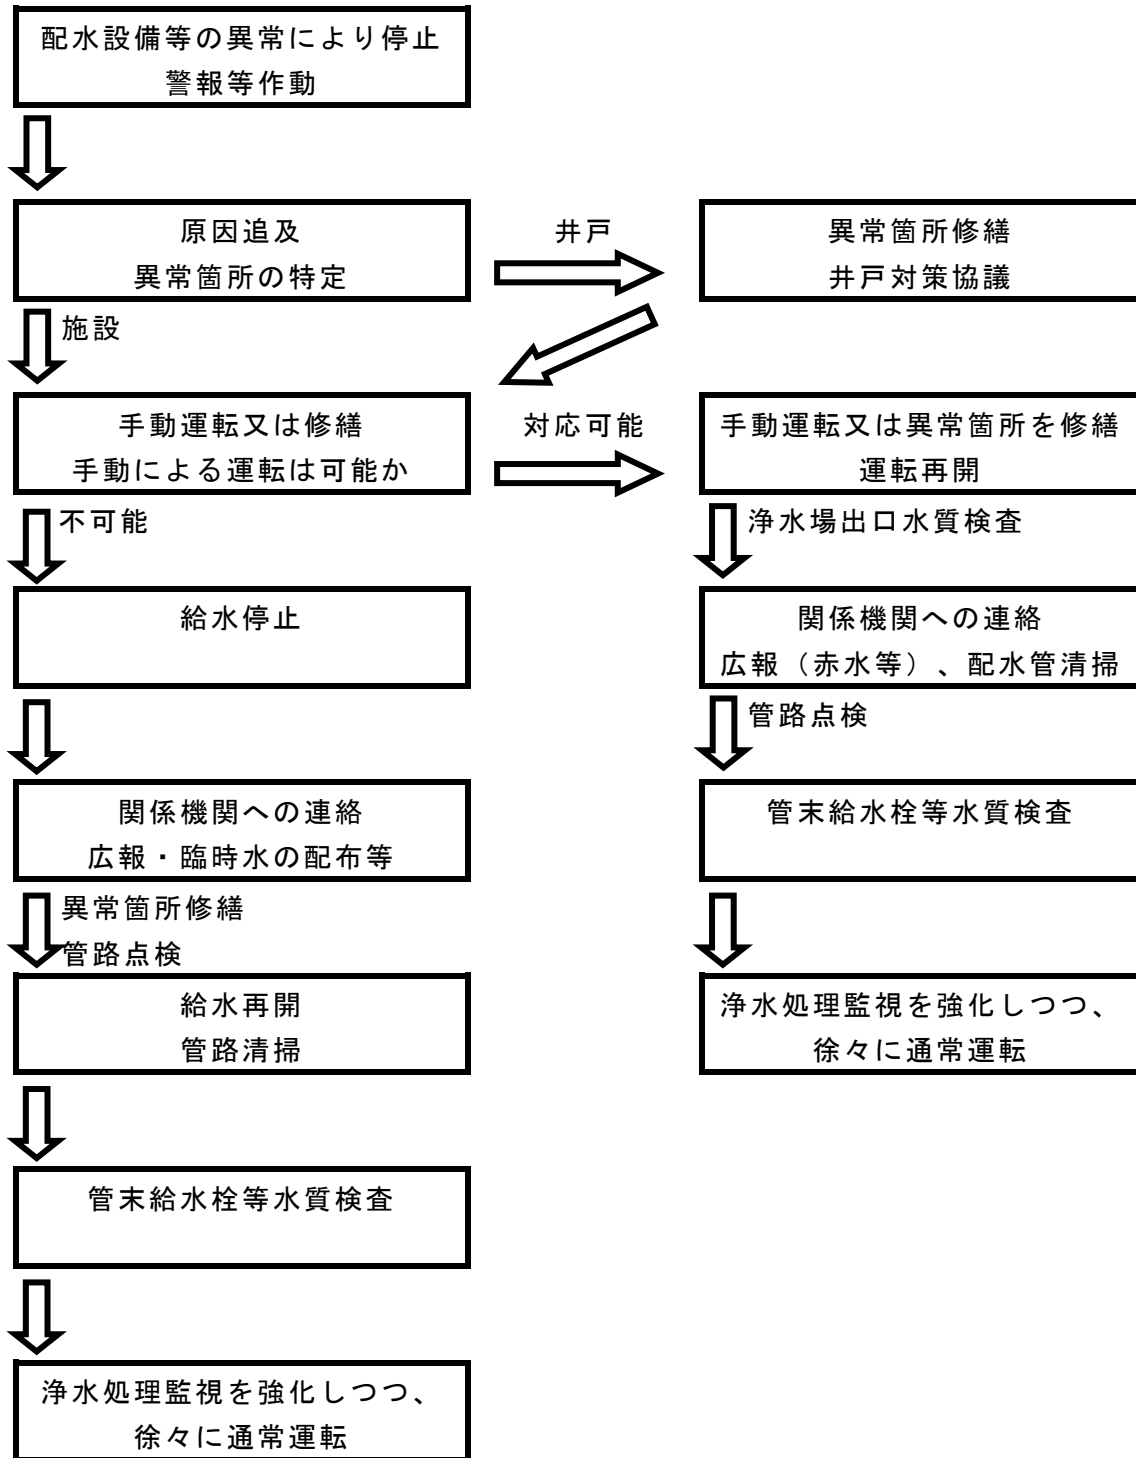 配水設備等の異常により停止
警報等作動
原因追及
異常箇所の特定
井戸
異常箇所修繕
井戸対策協議
施設
手動運転又は修繕
手動による運転は可能か
対応可能
手動運転又は異常箇所を修繕
運転再開
不可能
浄水場出口水質検査
給水停止
関係機関への連絡
広報（赤水等）、配水管清掃
管路点検
関係機関への連絡
広報・臨時水の配布等
管末給水栓等水質検査
異常箇所修繕
管路点検
給水再開
管路清掃
浄水処理監視を強化しつつ、
徐々に通常運転
管末給水栓等水質検査
浄水処理監視を強化しつつ、
徐々に通常運転